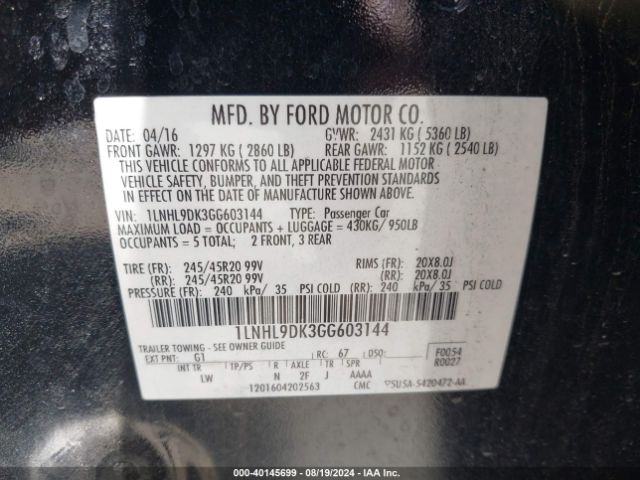 MFD. BY FORD MOTOR CO.
DATE: 04/16 GVWR: 2431 KG ( 5360 LB)
FRONT GAWR: 1297 KG ( 2860 LB) REAR GAWR: 1152 KG ( 2540 LB)
THIS VEHICLE CONFORMS TO ALL APPLICABLE FEDERAL MOTOR
VEHICLE SAFETY, BUMPER, AND THEFT PREVENTION STANDARDS
IN EFFECT ON THE DATE OF MANUFACTURE SHOWN ABOVE.
VIN: 1LNHL9DK3GG603144 TYPE: Passenger Car
MAXIMUM LOAD = OCCUPANTS + LUGGAGE = 430KG/ 950LB
OCCUPANTS = 5 TOTAL; 2 FRONT, 3 REAR
TIRE (FR): 245/45R20 99V RIMS (FR): 20X8.0J
(RR): 245/45R20 99V (RR): 20X8.0J
PRESSURE (FR): 240 kPa/ 35 PSI COLD (RR): 240 kPa/ 35 PSI COLD
1LNHL9DK3GG603144
TRAILER TOWING - SEE OWNER GUIDE
EXT PNT: G1 RC: 67 DSO: F0054
INT TR TP/PS R AXLE TR SPR R0027
LW N 2F J AAAA
1201604202563 CMC 5U5A-5420472-AA
000-40145699 - 08/19/2024 - IAA Inc.